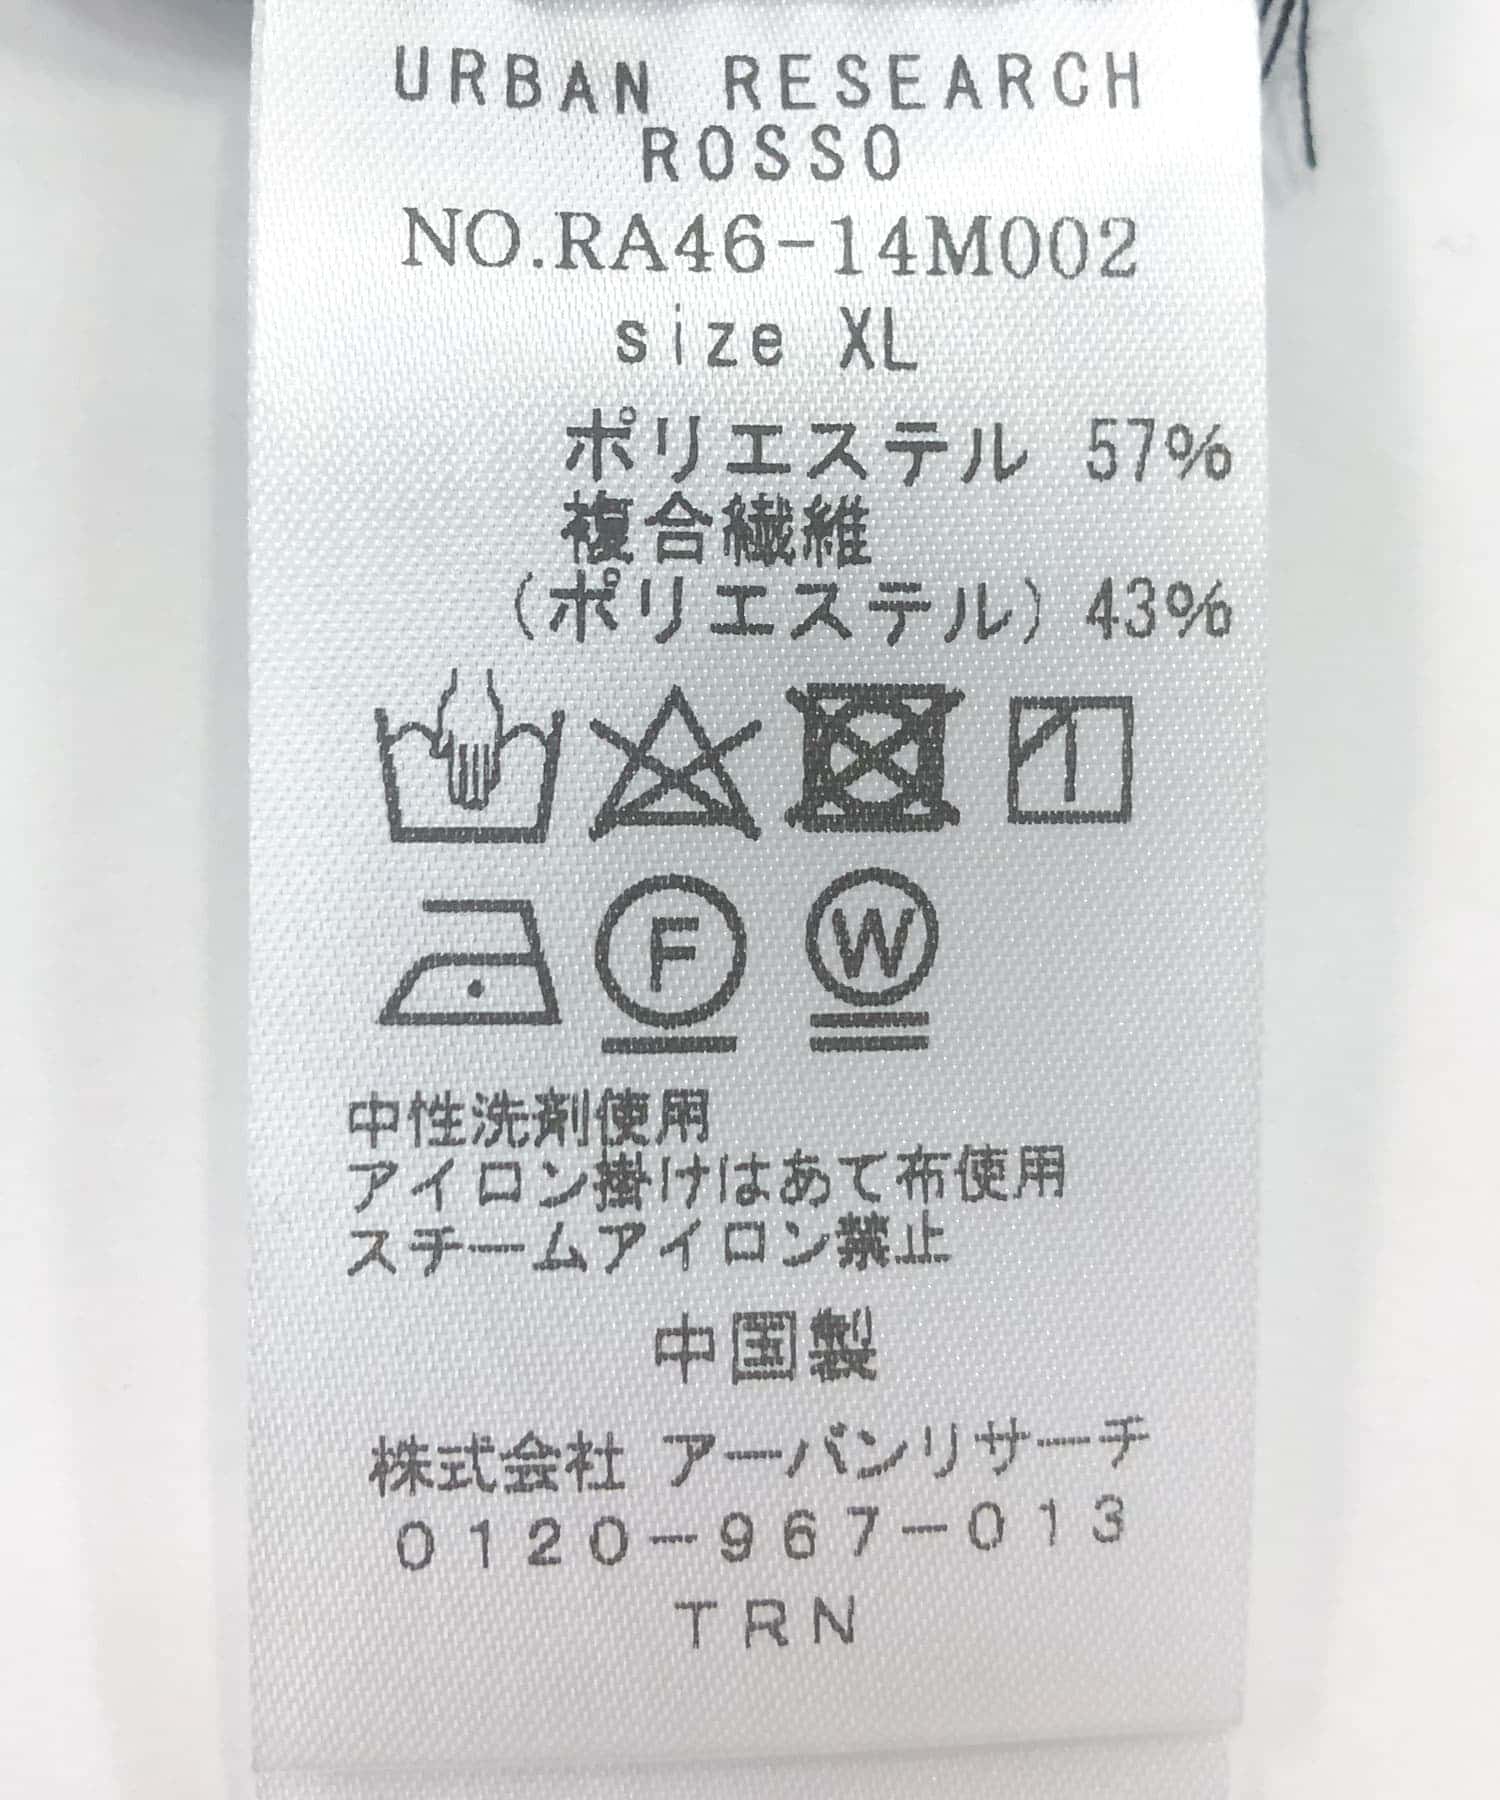 URBAN RESEARCH
ROSSO
NO.RA46-14M002
size XL
ポリエステル 57%
複合繊維
(ポリエステル) 43%
F W
中性洗剤使用
アイロン掛けはあて布使用
スチームアイロン禁止
中国製
株式会社 アーバンリサーチ
0120-967-013
TRN